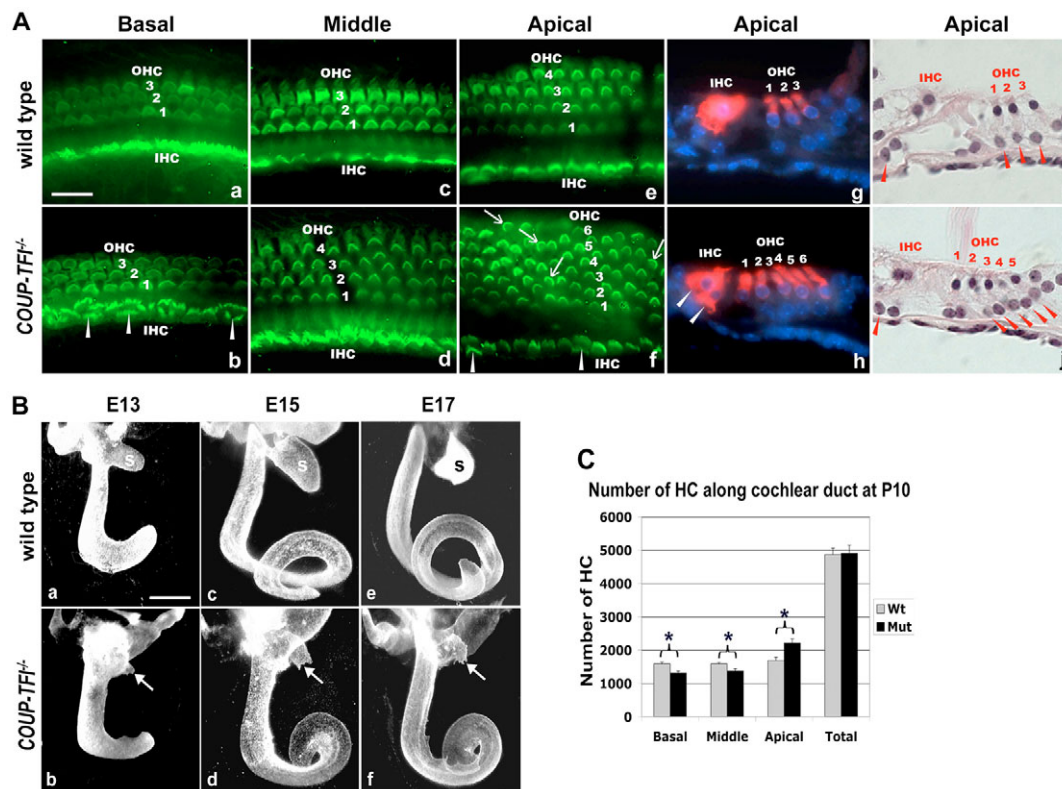 A
Basal Middle Apical Apical Apical
wild type
OHC
3
2
1
IHC
a
OHC
3
2
1
IHC
c
OHC
4
3
2
1
IHC
e
IHC
OHC
1 2 3
g
IHC
OHC
1 2 3
COUP-TFI-/-
OHC
3
2
1
IHC
b
OHC
4
3
2
1
IHC
d
OHC
6
5
4
3
2
1
IHC
f
IHC
OHC
1 2 3 4 5 6
h
IHC
OHC
1 2 3 4 5
B
E13 E15 E17
wild type
S
a
c
S
e
COUP-TFI-/-
b
d
f
C
Number of HC along cochlear duct at P10
Number of HC
6000
5000
4000
3000
2000
1000
0
* * *
Wt
Mut
Basal Middle Apical Total